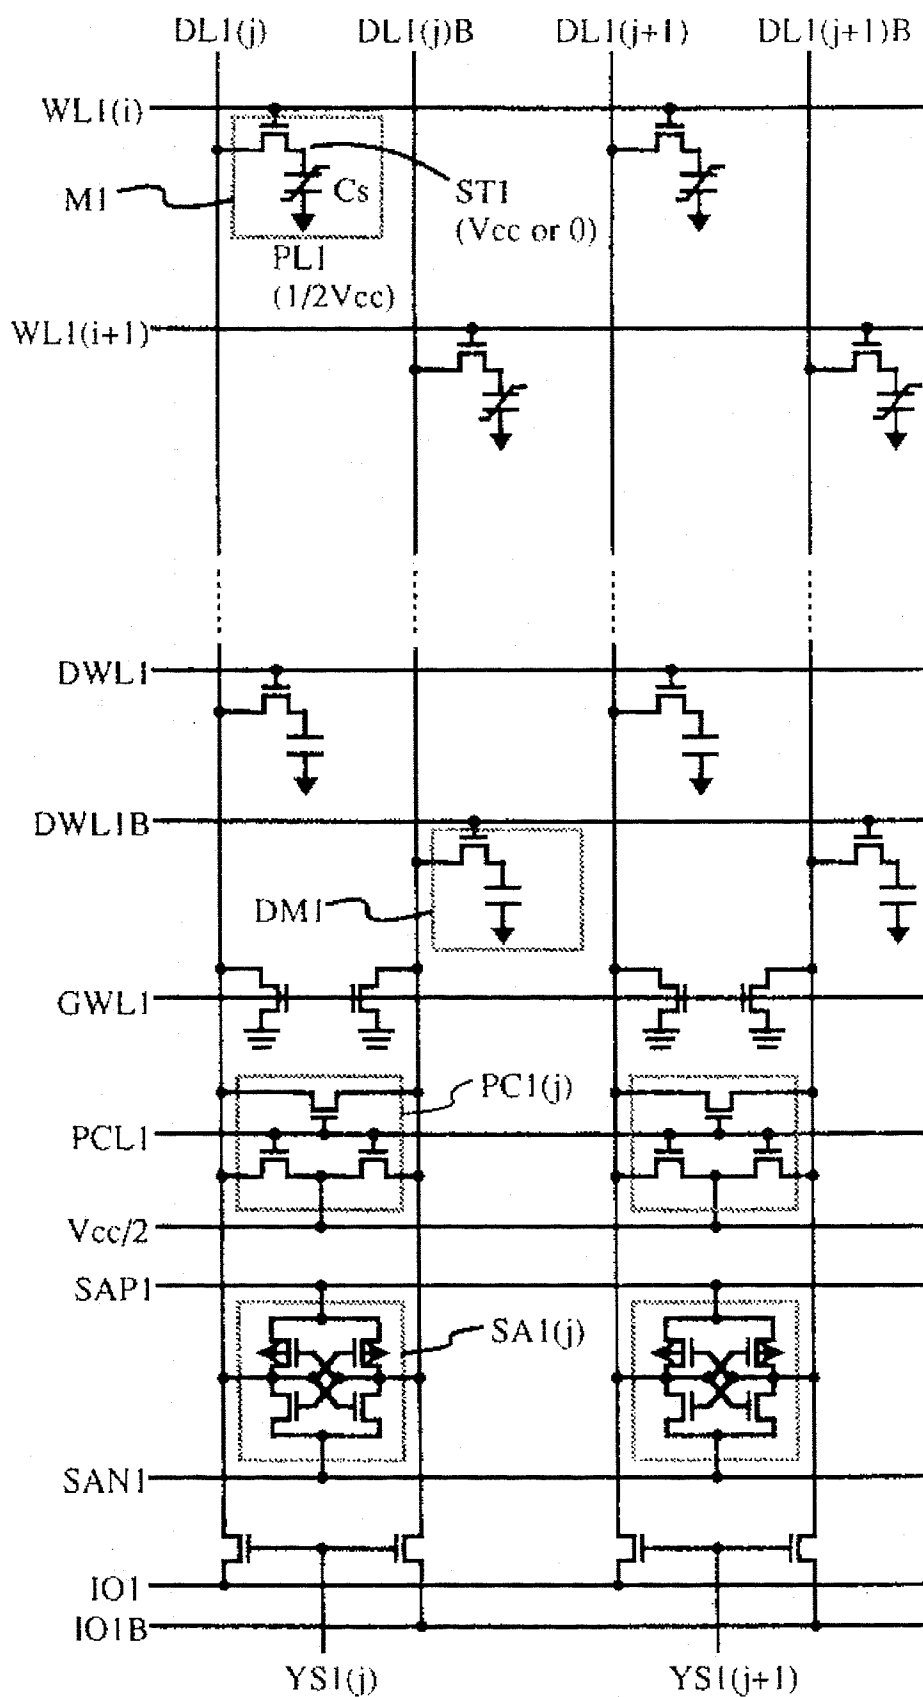 DL1(j) DL1(j)B DL1(j+1) DL1(j+1)B
WL1(i)
M1
Cs
ST1
(Vcc or 0)
PL1
(1/2Vcc)
WL1(i+1)
DWL1
DWL1B
DM1
GWL1
PC1(j)
PCL1
Vcc/2
SAP1
SA1(j)
SAN1
IO1
IO1B
YS1(j) YS1(j+1)